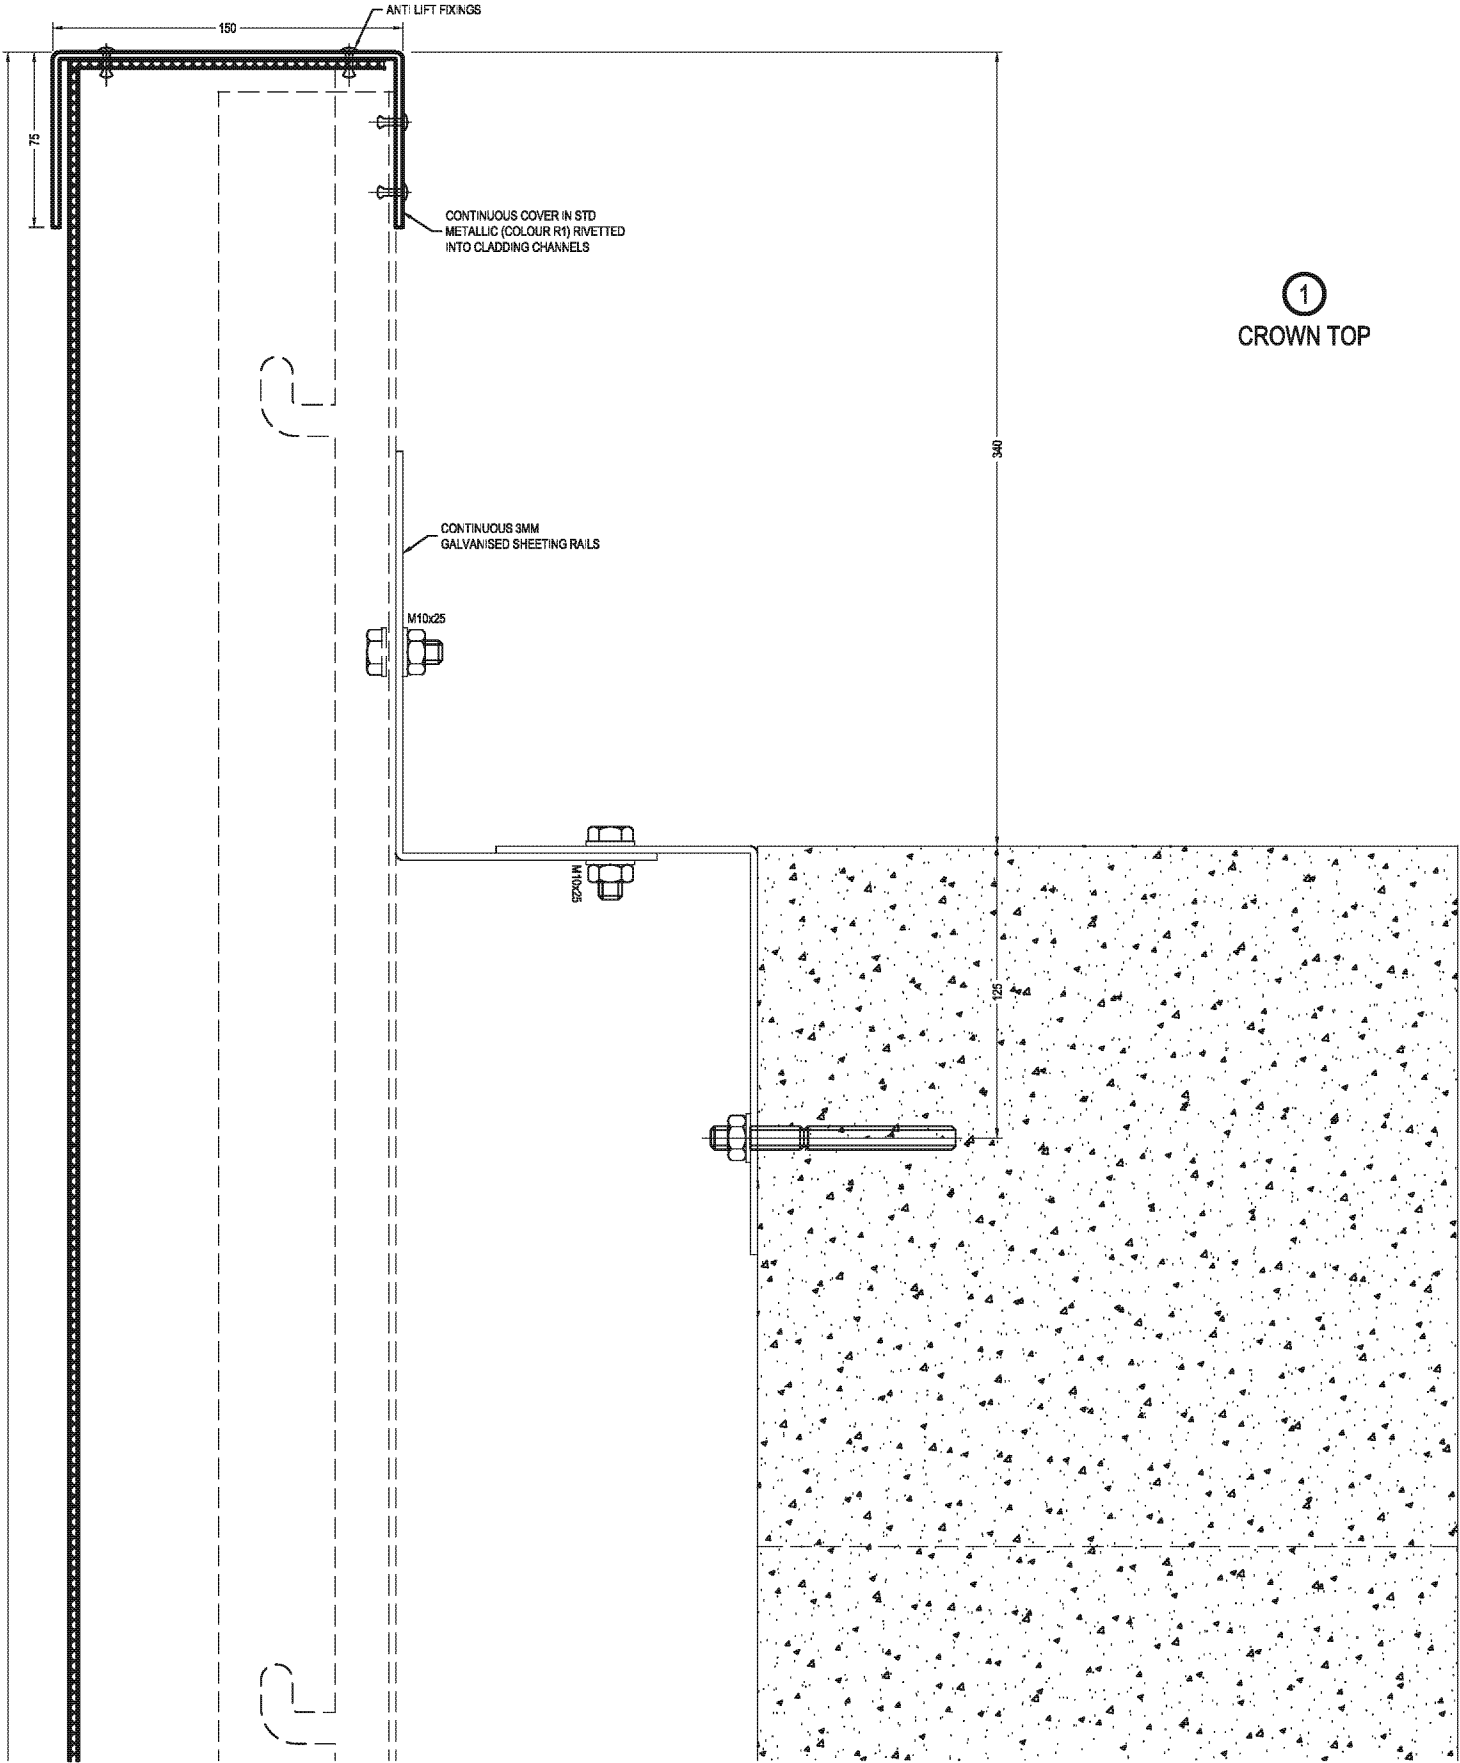 ANTI LIFT FIXINGS
150
75
CONTINUOUS COVER IN STD
METALLIC (COLOUR R1) RIVETTED
INTO CLADDING CHANNELS
1
CROWN TOP
340
CONTINUOUS 3MM
GALVANISED SHEETING RAILS
M10x25
M10x25
125